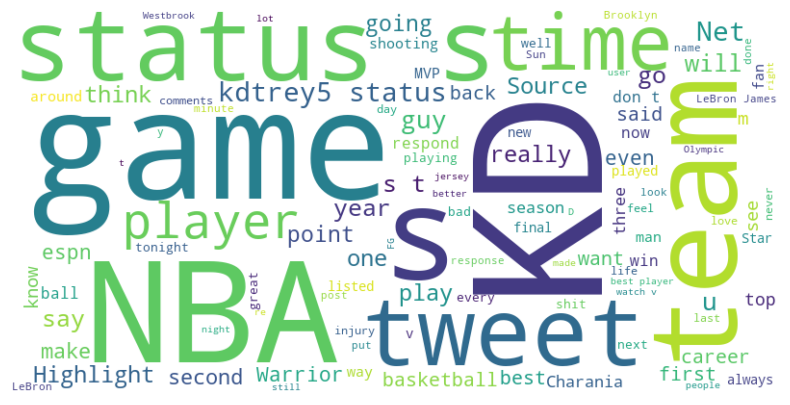 Westbrook
lot
Brooklyn
status
s
time
going
shooting
well
Sun
Net
name
done
MVP
will
around
think
kdtrey5 status
back
Source
go
user
fan
right
comments
minute
day
don t
LeBron James
game
guy
said
m
y
respond
new
now
KD
really
even
Olympic
t
playing
team
played
s t
jersey
better
three
look
never
player
year
s
season
D
feel
love
see
tonight
point
bad
final
man
Star
espn
FG
one
response
made
want
win
know
ball
NBA
great
listed
play
every
life
best player
watch v
u
top
say
re
post
tweet
shit
last
make
night
injury
put
v
next
career
Highlight
second
Warrior
way
basketball
best
Charania
first
always
LeBron
still
people